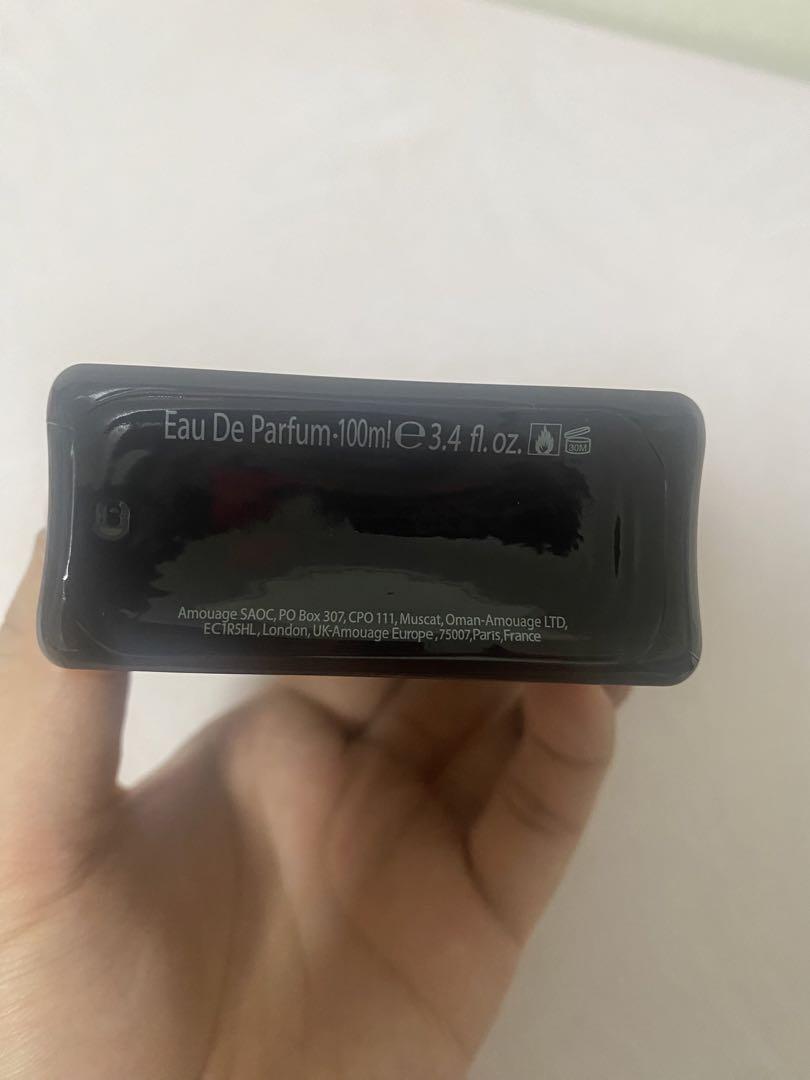 Eau De Parfum·100ml ℮ 3.4 fl. oz.
30M
Amouage SAOC, PO Box 307, CPO 111, Muscat, Oman-Amouage LTD,
EC1R5HL, London, UK-Amouage Europe, 75007, Paris, France